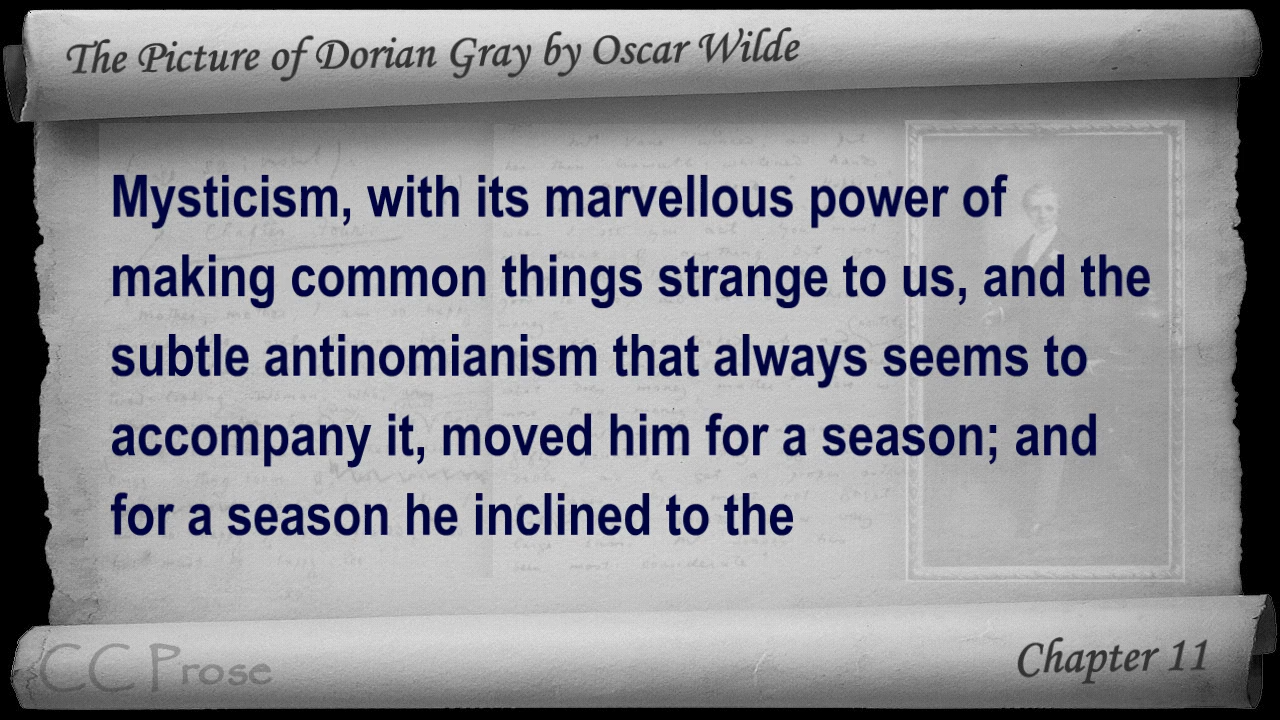 The Picture of Dorian Gray by Oscar Wilde
Mysticism, with its marvellous power of
making common things strange to us, and the
subtle antinomianism that always seems to
accompany it, moved him for a season; and
for a season he inclined to the
CC Prose
Chapter 11